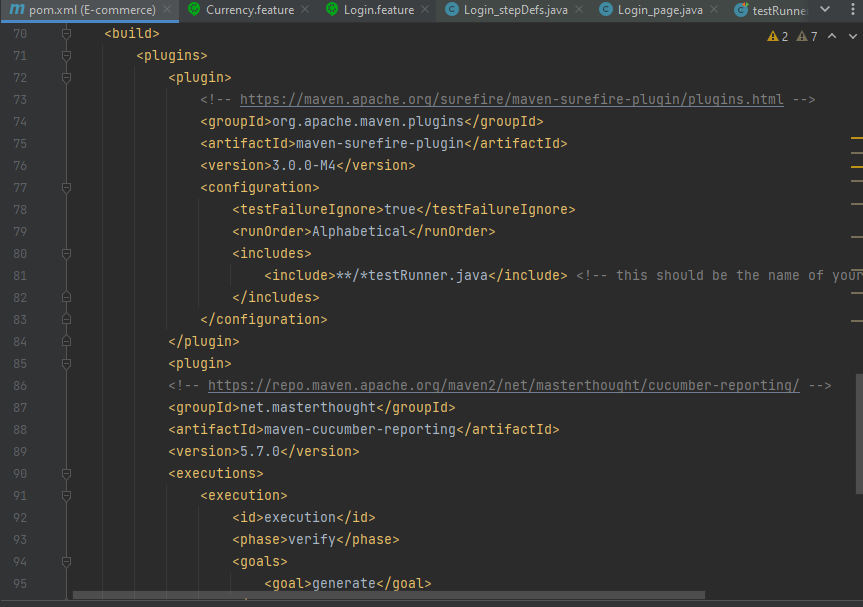 pom.xml (E-commerce) Currency.feature Login.feature Login_stepDefs.java Login_page.java testRunne
70 <build>
2 7
71 <plugins>
72 <plugin>
73 <!-- https://maven.apache.org/surefire/maven-surefire-plugin/plugins.html -->
74 <groupId>org.apache.maven.plugins</groupId>
75 <artifactId>maven-surefire-plugin</artifactId>
76 <version>3.0.0-M4</version>
77 <configuration>
78 <testFailureIgnore>true</testFailureIgnore>
79 <runOrder>Alphabetical</runOrder>
80 <includes>
81 <include>**/*testRunner.java</include> <!-- this should be the name of your
82 </includes>
83 </configuration>
84 </plugin>
85 <plugin>
86 <!-- https://repo.maven.apache.org/maven2/net/masterthought/cucumber-reporting/ -->
87 <groupId>net.masterthought</groupId>
88 <artifactId>maven-cucumber-reporting</artifactId>
89 <version>5.7.0</version>
90 <executions>
91 <execution>
92 <id>execution</id>
93 <phase>verify</phase>
94 <goals>
95 <goal>generate</goal>